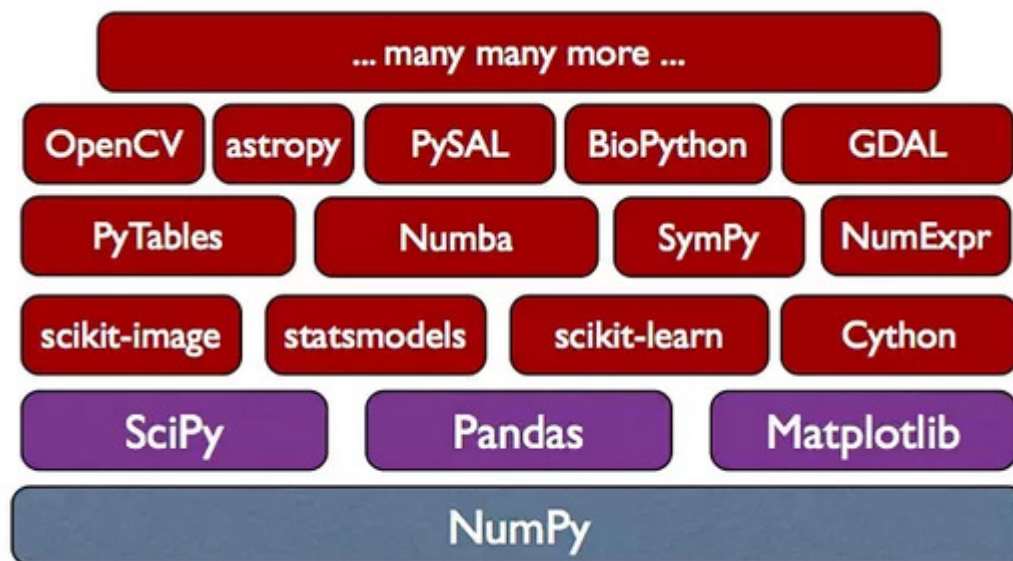 ... many many more ...
OpenCV astropy PySAL BioPython GDAL
PyTables Numba SymPy NumExpr
scikit-image statsmodels scikit-learn Cython
SciPy Pandas Matplotlib
NumPy